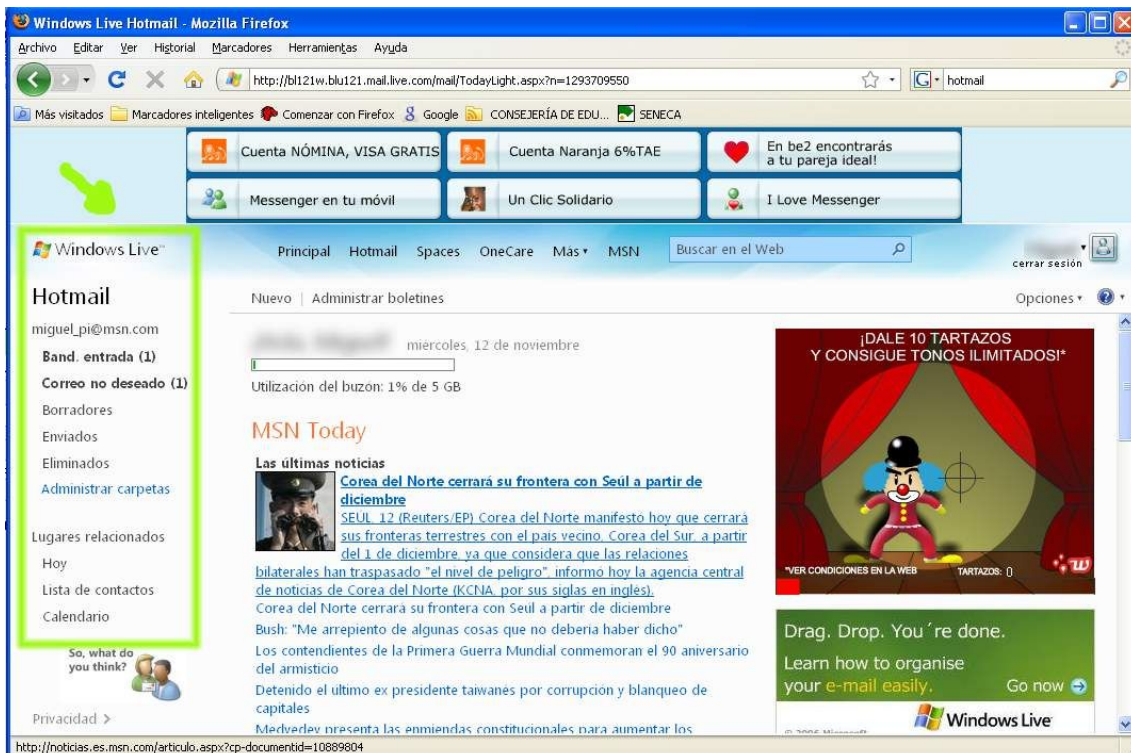 Windows Live Hotmail - Mozilla Firefox
Archivo Editar Ver Historial Marcadores Herramientas Ayuda
http://bl121w.blu121.mail.live.com/mail/TodayLight.aspx?n=1293709550
G hotmail
Más visitados Marcadores inteligentes Comenzar con Firefox Google CONSEJERÍA DE EDU... SENECA
Cuenta NÓMINA, VISA GRATIS
Cuenta Naranja 6%TAE
En be2 encontrarás
a tu pareja ideal!
Messenger en tu móvil
Un Clic Solidario
I Love Messenger
Windows Live™
Principal Hotmail Spaces OneCare Más MSN
Buscar en el Web
cerrar sesión
Hotmail
Nuevo | Administrar boletines
Opciones
miguel_pi@msn.com
Band. entrada (1)
Correo no deseado (1)
Borradores
Enviados
Eliminados
Administrar carpetas
Lugares relacionados
Hoy
Lista de contactos
Calendario
So, what do
you think?
Privacidad >
miércoles, 12 de noviembre
Utilización del buzón: 1% de 5 GB
MSN Today
Las últimas noticias
Corea del Norte cerrará su frontera con Seúl a partir de
diciembre
SEÚL, 12 (Reuters/EP) Corea del Norte manifestó hoy que cerrará
sus fronteras terrestres con el país vecino, Corea del Sur, a partir
del 1 de diciembre, ya que considera que las relaciones
bilaterales han traspasado "el nivel de peligro", informó hoy la agencia central
de noticias de Corea del Norte (KCNA, por sus siglas en inglés).
Corea del Norte cerrará su frontera con Seúl a partir de diciembre
Bush: "Me arrepiento de algunas cosas que no debería haber dicho"
Los contendientes de la Primera Guerra Mundial conmemoran el 90 aniversario
del armisticio
Detenido el último ex presidente taiwanés por corrupción y blanqueo de
capitales
Medvedev presenta las enmiendas constitucionales para aumentar los
¡DALE 10 TARTAZOS
Y CONSIGUE TONOS ILIMITADOS!*
*VER CONDICIONES EN LA WEB
TARTAZOS: 0
w
Drag. Drop. You´re done.
Learn how to organise
your e-mail easily.
Go now
Windows Live
http://noticias.es.msn.com/articulo.aspx?cp-documentid=10889804